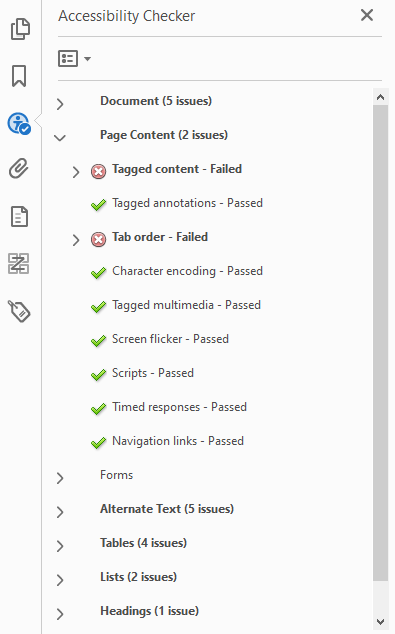 Accessibility Checker
Document (5 issues)
Page Content (2 issues)
Tagged content - Failed
Tagged annotations - Passed
Tab order - Failed
Character encoding - Passed
Tagged multimedia - Passed
Screen flicker - Passed
Scripts - Passed
Timed responses - Passed
Navigation links - Passed
Forms
Alternate Text (5 issues)
Tables (4 issues)
Lists (2 issues)
Headings (1 issue)